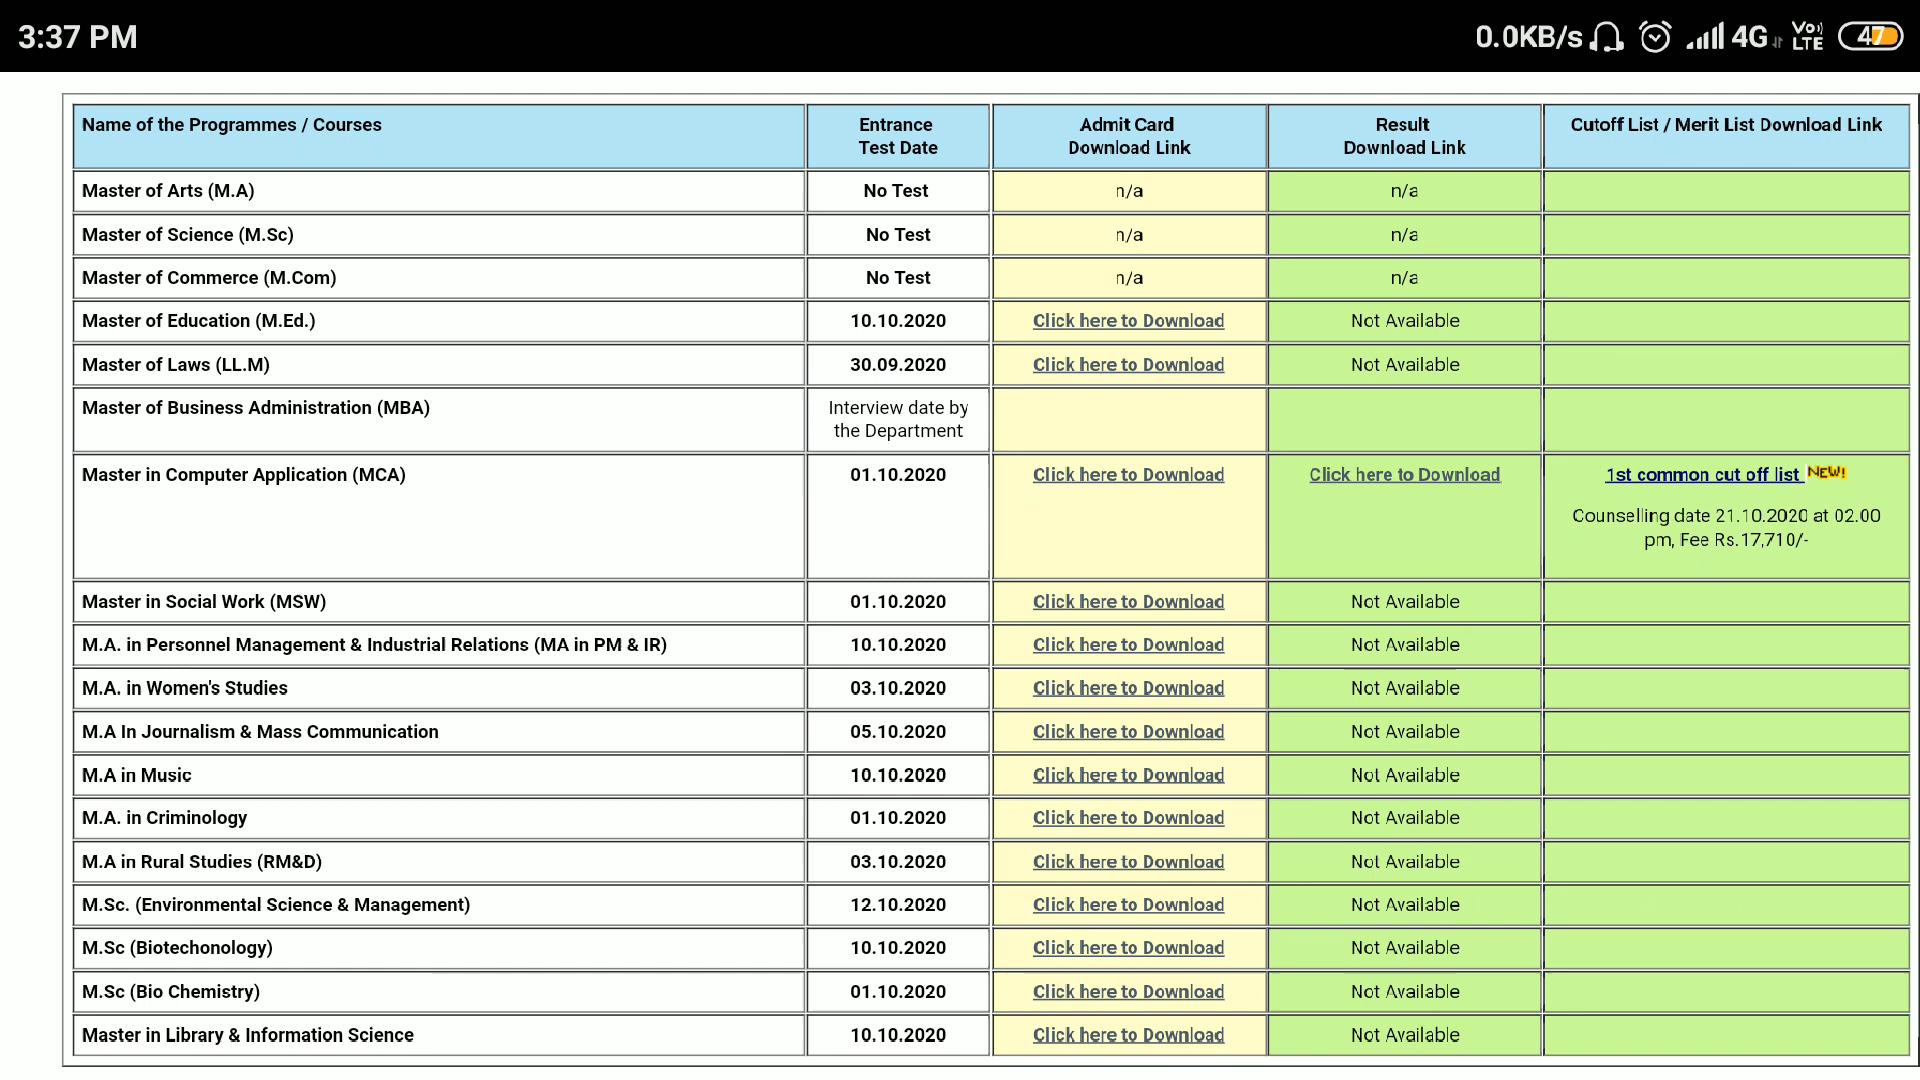 3:37 PM 0.0KB/s 4G Vo LTE 47
Name of the Programmes / Courses Entrance Test Date Admit Card Download Link Result Download Link Cutoff List / Merit List Download Link
Master of Arts (M.A) No Test n/a n/a
Master of Science (M.Sc) No Test n/a n/a
Master of Commerce (M.Com) No Test n/a n/a
Master of Education (M.Ed.) 10.10.2020 Click here to Download Not Available
Master of Laws (LL.M) 30.09.2020 Click here to Download Not Available
Master of Business Administration (MBA) Interview date by the Department
Master in Computer Application (MCA) 01.10.2020 Click here to Download Click here to Download 1st common cut off list NEW!
Counselling date 21.10.2020 at 02.00
pm, Fee Rs.17,710/-
Master in Social Work (MSW) 01.10.2020 Click here to Download Not Available
M.A. in Personnel Management & Industrial Relations (MA in PM & IR) 10.10.2020 Click here to Download Not Available
M.A. in Women's Studies 03.10.2020 Click here to Download Not Available
M.A In Journalism & Mass Communication 05.10.2020 Click here to Download Not Available
M.A in Music 10.10.2020 Click here to Download Not Available
M.A. in Criminology 01.10.2020 Click here to Download Not Available
M.A in Rural Studies (RM&D) 03.10.2020 Click here to Download Not Available
M.Sc. (Environmental Science & Management) 12.10.2020 Click here to Download Not Available
M.Sc (Biotechonology) 10.10.2020 Click here to Download Not Available
M.Sc (Bio Chemistry) 01.10.2020 Click here to Download Not Available
Master in Library & Information Science 10.10.2020 Click here to Download Not Available